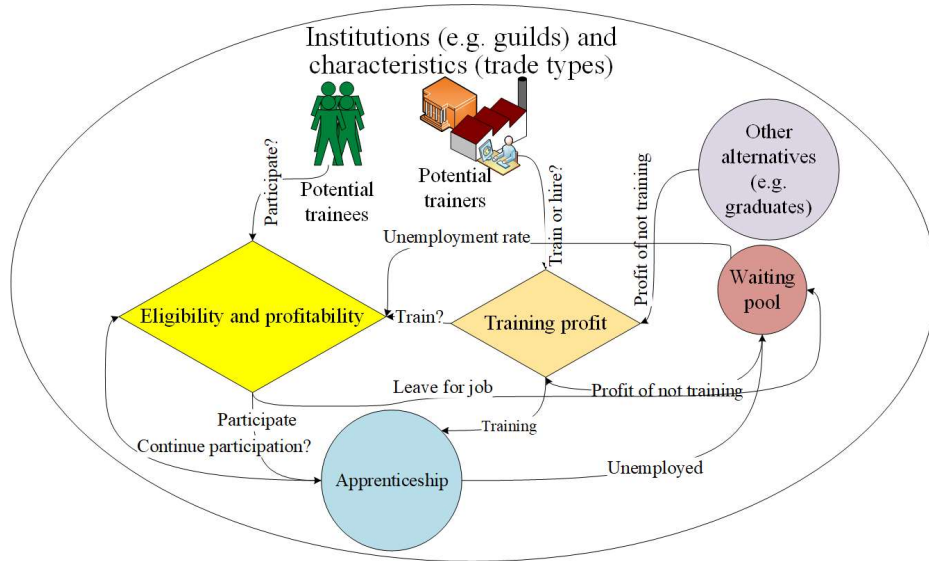 Institutions (e.g. guilds) and
characteristics (trade types)
Participate?
Potential
trainees
Potential
trainers
Train or hire?
Profit of not training
Other
alternatives
(e.g.
graduates)
Unemployment rate
Waiting
pool
Eligibility and profitability
Train?
Training profit
Leave for job
Profit of not training
Participate
Training
Continue participation?
Apprenticeship
Unemployed